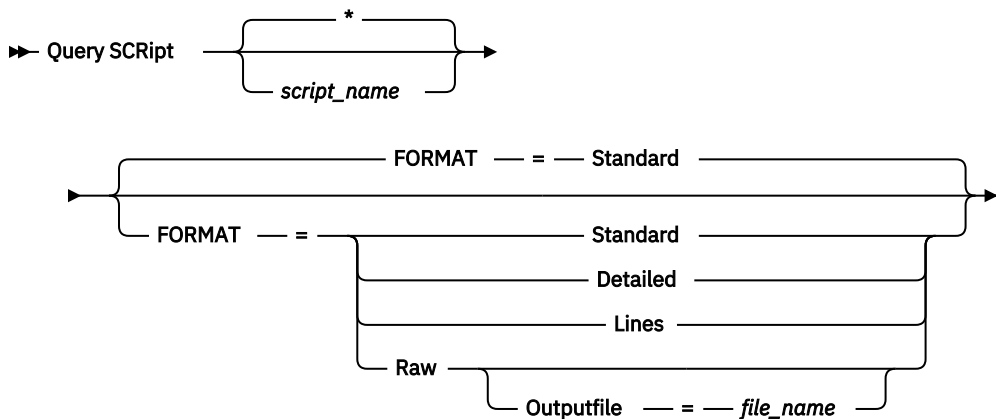 *
Query SCRipt
script_name
FORMAT = Standard
FORMAT = Standard
Detailed
Lines
Raw
Outputfile = file_name